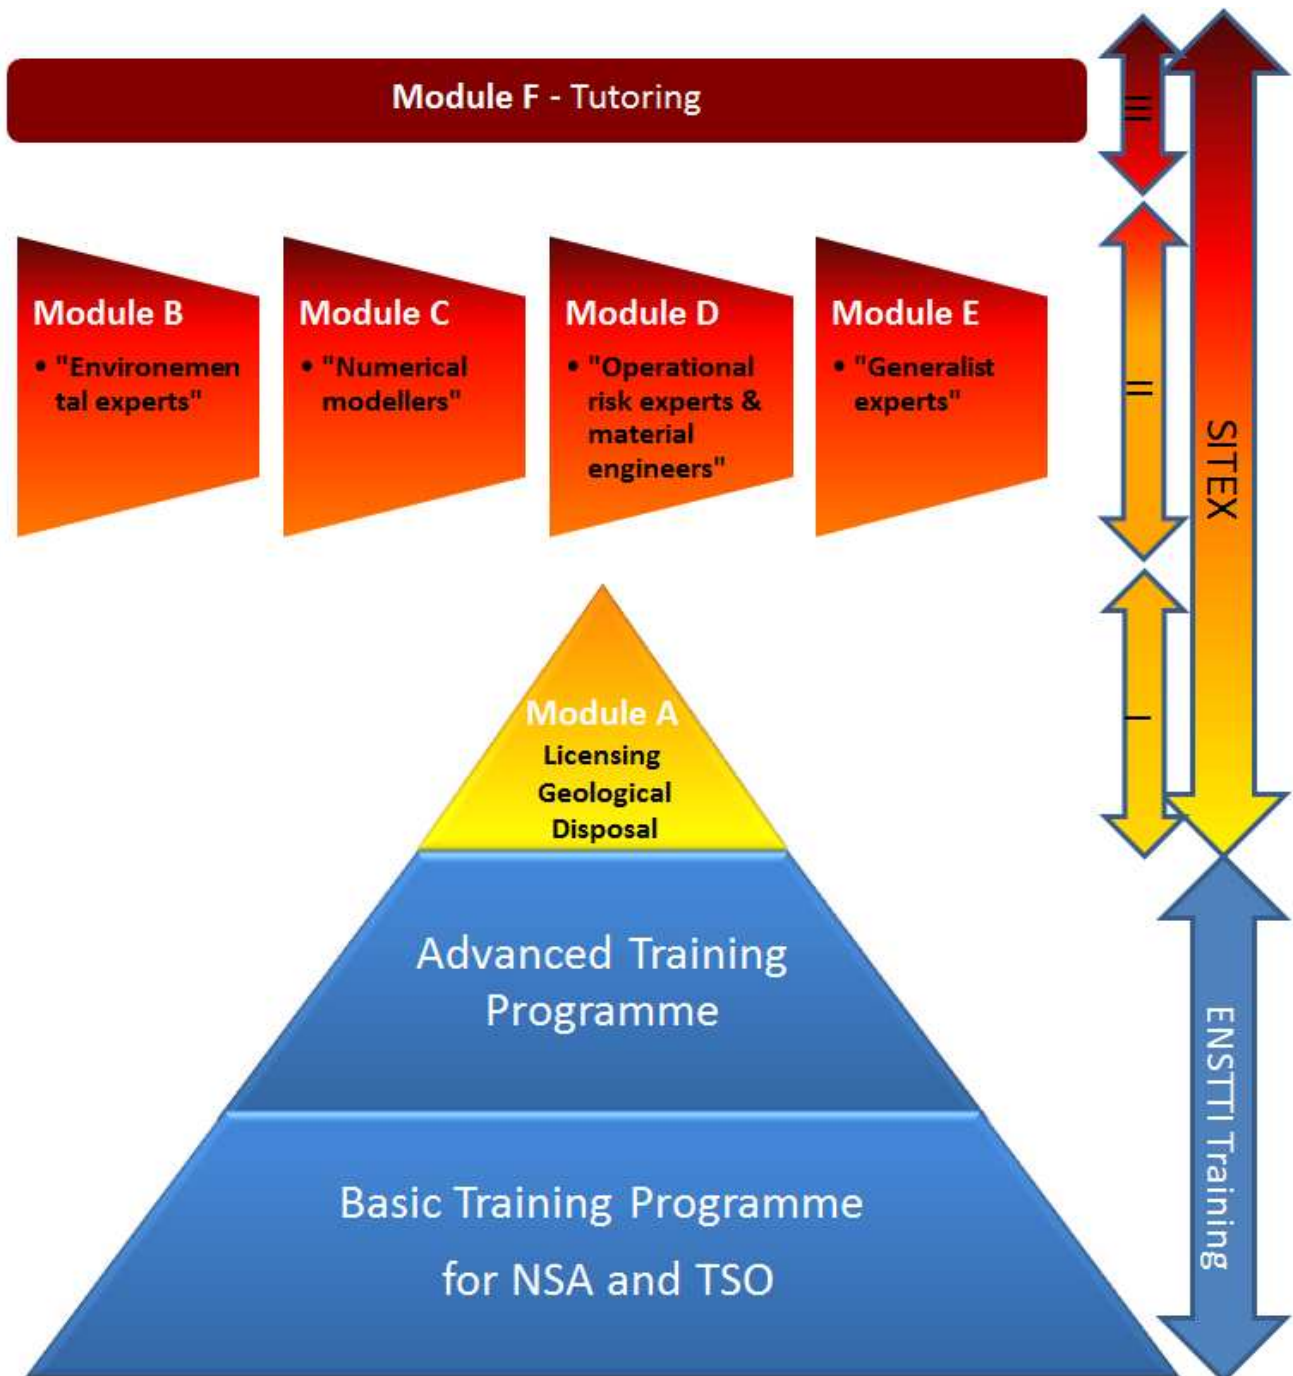 Module F - Tutoring
III
Module B
• "Environemen
tal experts"
Module C
• "Numerical
modellers"
Module D
• "Operational
risk experts &
material
engineers"
Module E
• "Generalist
experts"
II
SITEX
Module A
Licensing
Geological
Disposal
I
Advanced Training
Programme
Basic Training Programme
for NSA and TSO
ENSTTI Training